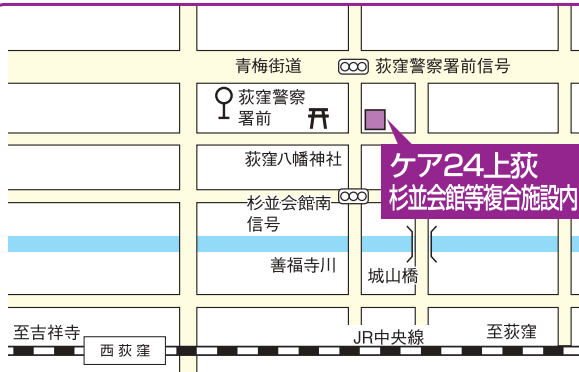 青梅街道
荻窪警察署前信号
荻窪警察
署前
荻窪八幡神社
ケア24上荻
杉並会館等複合施設内
杉並会館南
信号
善福寺川
城山橋
至吉祥寺
西荻窪
JR中央線
至荻窪